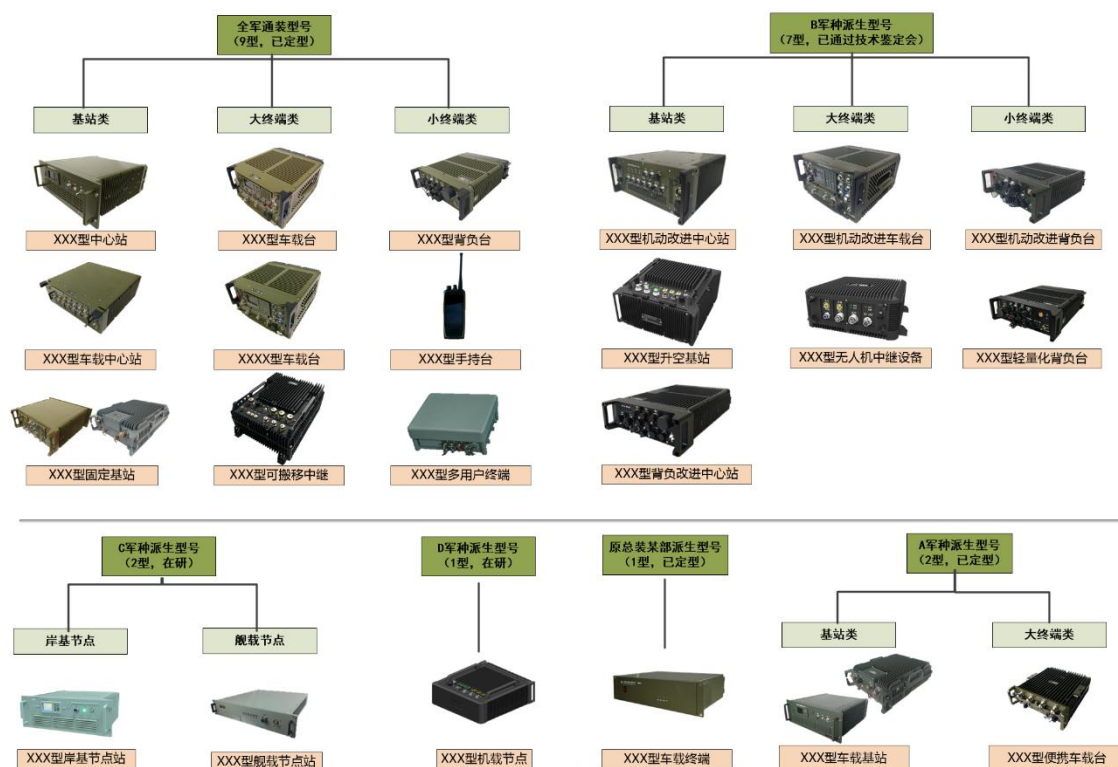 全军通装型号
（9型，已定型）
基站类
大终端类
小终端类
XXX型中心站
XXX型车载台
XXX型背负台
XXX型车载中心站
XXXX型车载台
XXX型手持台
XXX型固定基站
XXX型可搬移中继
XXX型多用户终端
B军种派生型号
（7型，已通过技术鉴定会）
基站类
大终端类
小终端类
XXX型机动改进中心站
XXX型机动改进车载台
XXX型机动改进背负台
XXX型升空基站
XXX型无人机中继设备
XXX型轻量化背负台
XXX型背负改进中心站
C军种派生型号
（2型，在研）
岸基节点
舰载节点
XXX型岸基节点站
XXX型舰载节点站
D军种派生型号
（1型，在研）
XXX型机载节点
原总装某部派生型号
（1型，已定型）
XXX型车载终端
A军种派生型号
（2型，已定型）
基站类
大终端类
XXX型车载基站
XXX型便携车载台